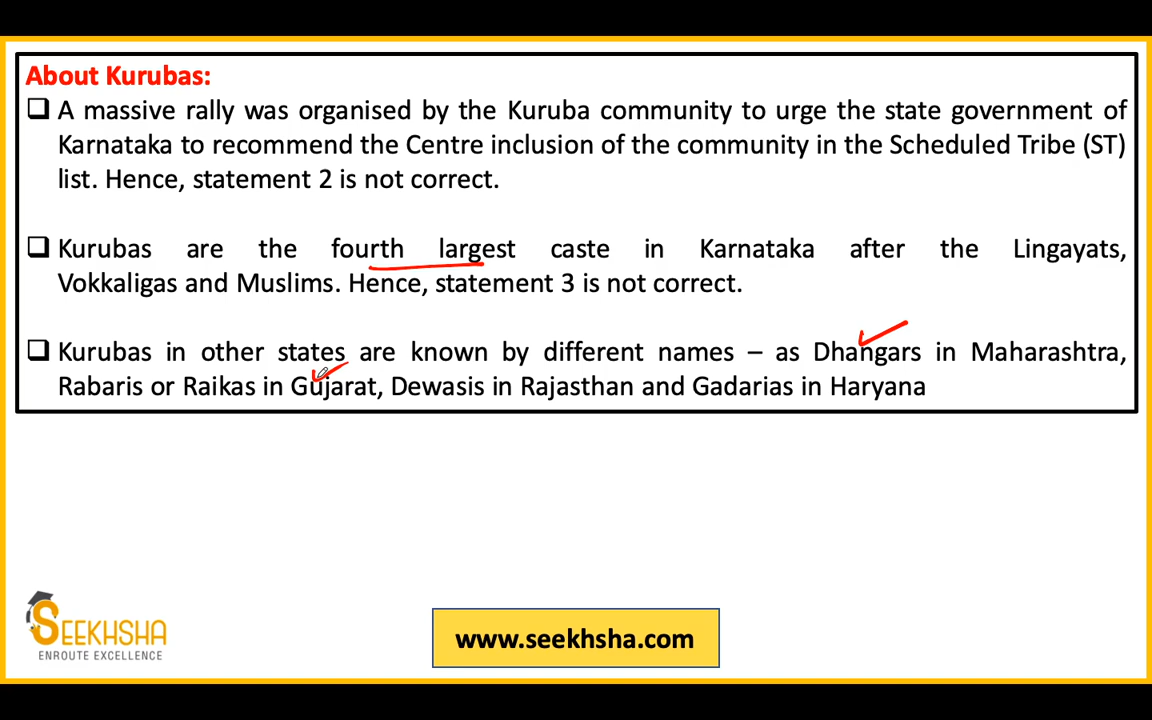 About Kurubas:
❑ A massive rally was organised by the Kuruba community to urge the state government of
Karnataka to recommend the Centre inclusion of the community in the Scheduled Tribe (ST)
list. Hence, statement 2 is not correct.
❑ Kurubas are the fourth largest caste in Karnataka after the Lingayats,
Vokkaligas and Muslims. Hence, statement 3 is not correct.
❑ Kurubas in other states are known by different names – as Dhangars in Maharashtra,
Rabaris or Raikas in Gujarat, Dewasis in Rajasthan and Gadarias in Haryana
SEEKHSHA
ENROUTE EXCELLENCE
www.seekhsha.com